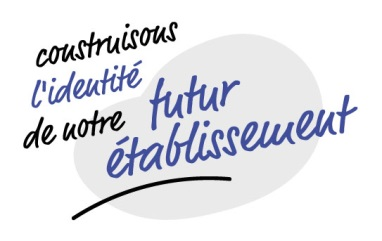 construisons
l'identité
de notre
futur
établissement